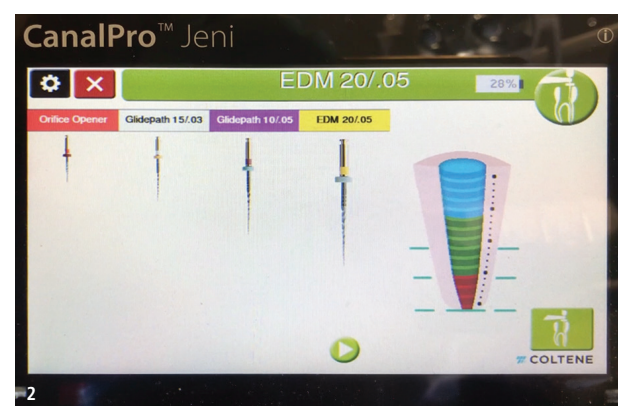 CanalPro™ Jeni
EDM 20/.05
28%
Orifice Opener
Glidepath 15/.03
Glidepath 10/.05
EDM 20/.05
COLTENE
2